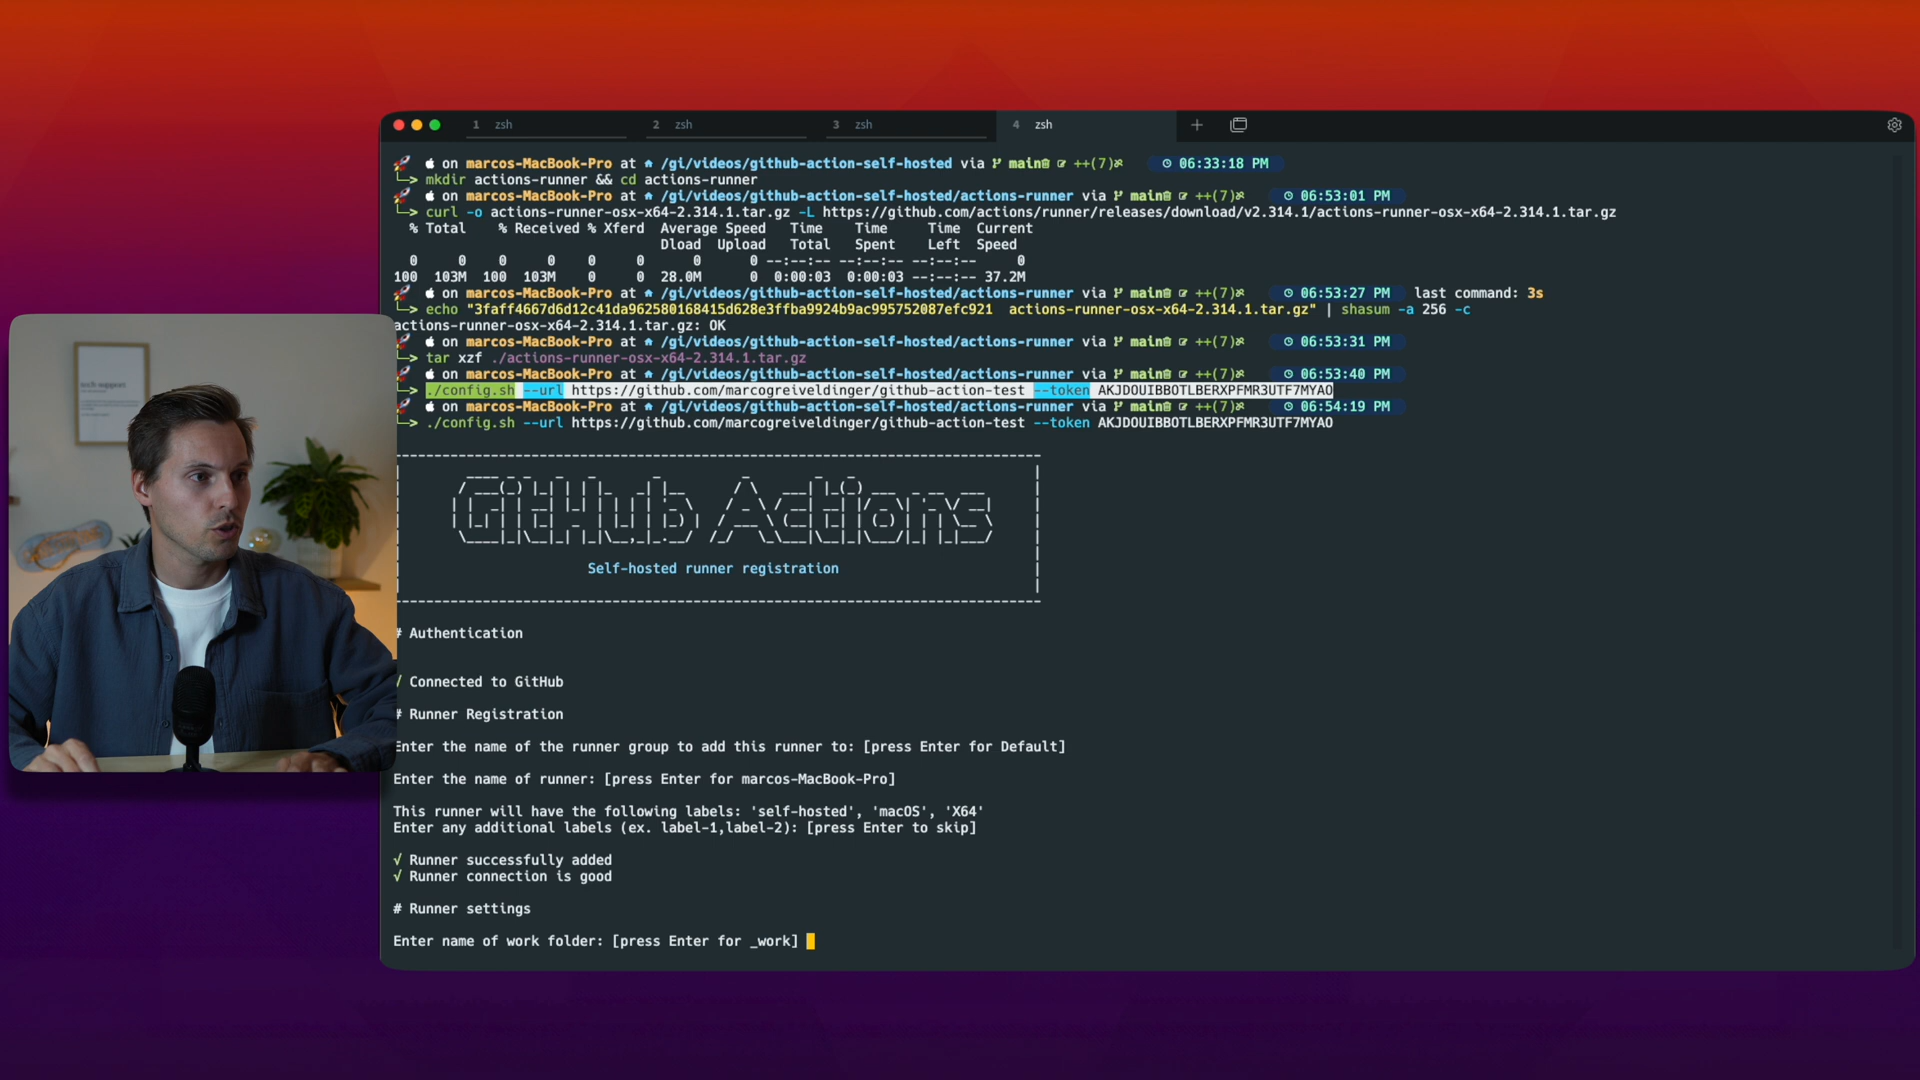 1 zsh 2 zsh 3 zsh 4 zsh
on marcos-MacBook-Pro at /gi/videos/github-action-self-hosted via main ++(7) 06:33:18 PM
mkdir actions-runner && cd actions-runner
on marcos-MacBook-Pro at /gi/videos/github-action-self-hosted/actions-runner via main ++(7) 06:53:01 PM
curl -o actions-runner-osx-x64-2.314.1.tar.gz -L https://github.com/actions/runner/releases/download/v2.314.1/actions-runner-osx-x64-2.314.1.tar.gz
% Total % Received % Xferd Average Speed Time Time Time Current
Dload Upload Total Spent Left Speed
0 0 0 0 0 0 0 0 --:--:-- --:--:-- --:--:-- 0
100 103M 100 103M 0 0 28.0M 0 0:00:03 0:00:03 --:--:-- 37.2M
on marcos-MacBook-Pro at /gi/videos/github-action-self-hosted/actions-runner via main ++(7) 06:53:27 PM last command: 3s
echo "3faff4667d6d12c41da962580168415d628e3ffba9924b9ac995752087efc921 actions-runner-osx-x64-2.314.1.tar.gz" | shasum -a 256 -c
actions-runner-osx-x64-2.314.1.tar.gz: OK
on marcos-MacBook-Pro at /gi/videos/github-action-self-hosted/actions-runner via main ++(7) 06:53:31 PM
tar xzf ./actions-runner-osx-x64-2.314.1.tar.gz
on marcos-MacBook-Pro at /gi/videos/github-action-self-hosted/actions-runner via main ++(7) 06:53:40 PM
./config.sh --url https://github.com/marcogreiveldinger/github-action-test --token AKJDOUIBBOTLBERXPFMR3UTF7MYAO
on marcos-MacBook-Pro at /gi/videos/github-action-self-hosted/actions-runner via main ++(7) 06:54:19 PM
./config.sh --url https://github.com/marcogreiveldinger/github-action-test --token AKJDOUIBBOTLBERXPFMR3UTF7MYAO
GitHub Actions
Self-hosted runner registration
# Authentication
√ Connected to GitHub
# Runner Registration
Enter the name of the runner group to add this runner to: [press Enter for Default]
Enter the name of runner: [press Enter for marcos-MacBook-Pro]
This runner will have the following labels: 'self-hosted', 'macOS', 'X64'
Enter any additional labels (ex. label-1,label-2): [press Enter to skip]
√ Runner successfully added
√ Runner connection is good
# Runner settings
Enter name of work folder: [press Enter for _work]
tech support